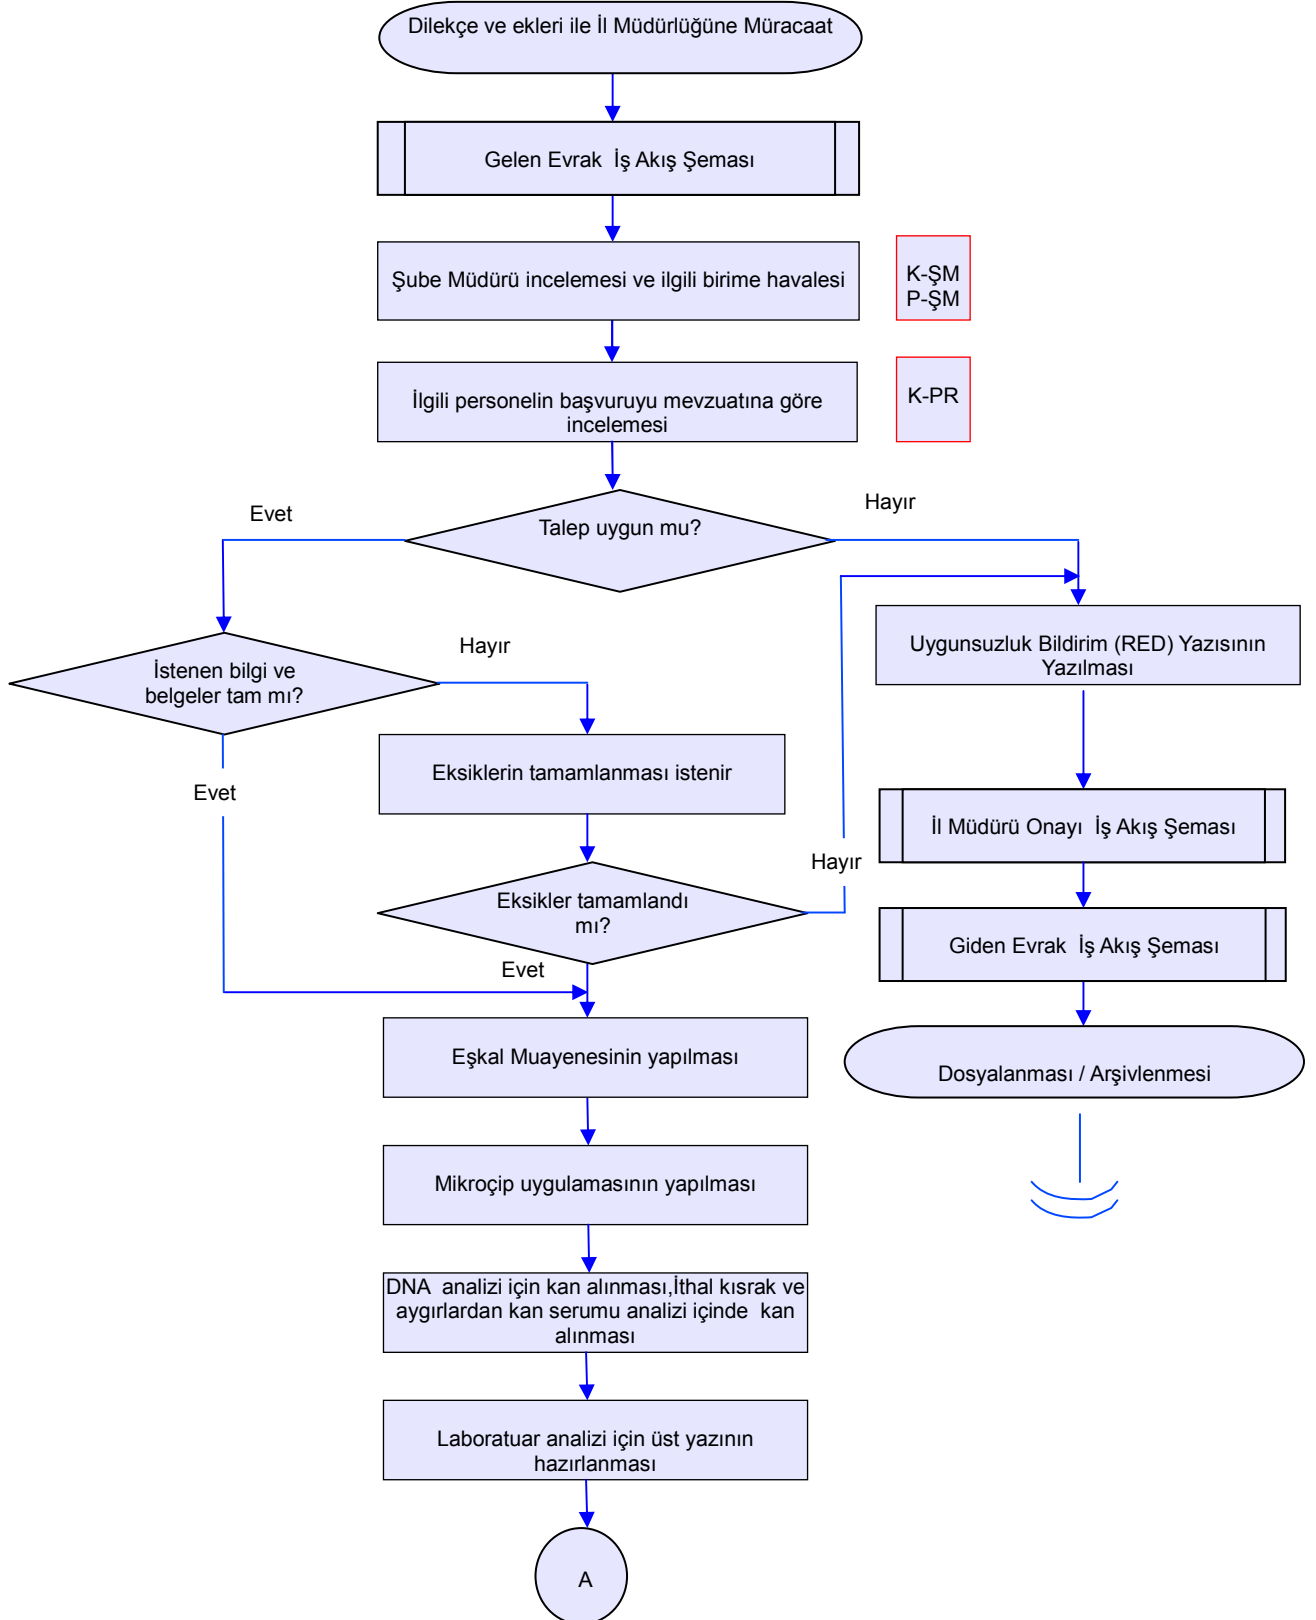 Dilekçe ve ekleri ile İl Müdürlüğüne Müracaat
Gelen Evrak İş Akış Şeması
Şube Müdürü incelemesi ve ilgili birime havalesi
K-ŞM
P-ŞM
İlgili personelin başvuruyu mevzuatına göre
incelemesi
K-PR
Talep uygun mu?
Evet
Hayır
İstenen bilgi ve
belgeler tam mı?
Hayır
Uygunsuzluk Bildirim (RED) Yazısının
Yazılması
Eksiklerin tamamlanması istenir
Evet
İl Müdürü Onayı İş Akış Şeması
Hayır
Eksikler tamamlandı
mı?
Giden Evrak İş Akış Şeması
Evet
Eşkal Muayenesinin yapılması
Dosyalanması / Arşivlenmesi
Mikroçip uygulamasının yapılması
DNA analizi için kan alınması,İthal kısrak ve
aygırlardan kan serumu analizi içinde kan
alınması
Laboratuar analizi için üst yazının
hazırlanması
A